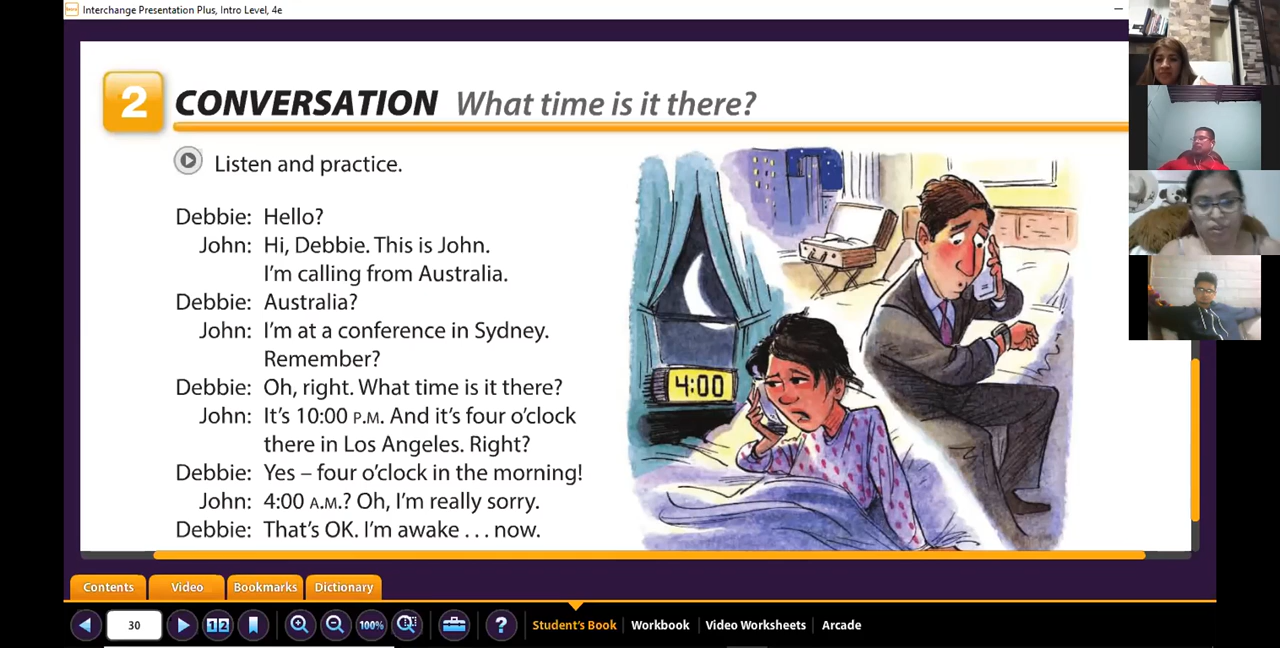 Interchange Presentation Plus, Intro Level, 4e
2 CONVERSATION What time is it there?
Listen and practice.
Debbie: Hello?
John: Hi, Debbie. This is John.
I'm calling from Australia.
Debbie: Australia?
John: I'm at a conference in Sydney.
Remember?
Debbie: Oh, right. What time is it there?
John: It's 10:00 P.M. And it's four o'clock
there in Los Angeles. Right?
Debbie: Yes – four o'clock in the morning!
John: 4:00 A.M.? Oh, I'm really sorry.
Debbie: That's OK. I'm awake . . . now.
4:00
Contents Video Bookmarks Dictionary
30 1 2 100% ? Student's Book Workbook Video Worksheets Arcade